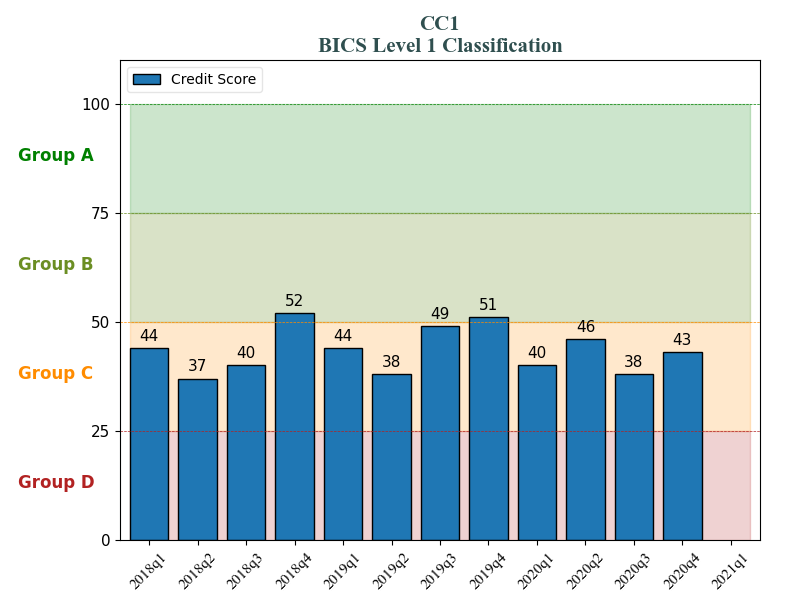 CC1
BICS Level 1 Classification
Credit Score
100
Group A
75
Group B
50
Group C
25
Group D
0
44
37
40
52
44
38
49
51
40
46
38
43
2018q1
2018q2
2018q3
2018q4
2019q1
2019q2
2019q3
2019q4
2020q1
2020q2
2020q3
2020q4
2021q1